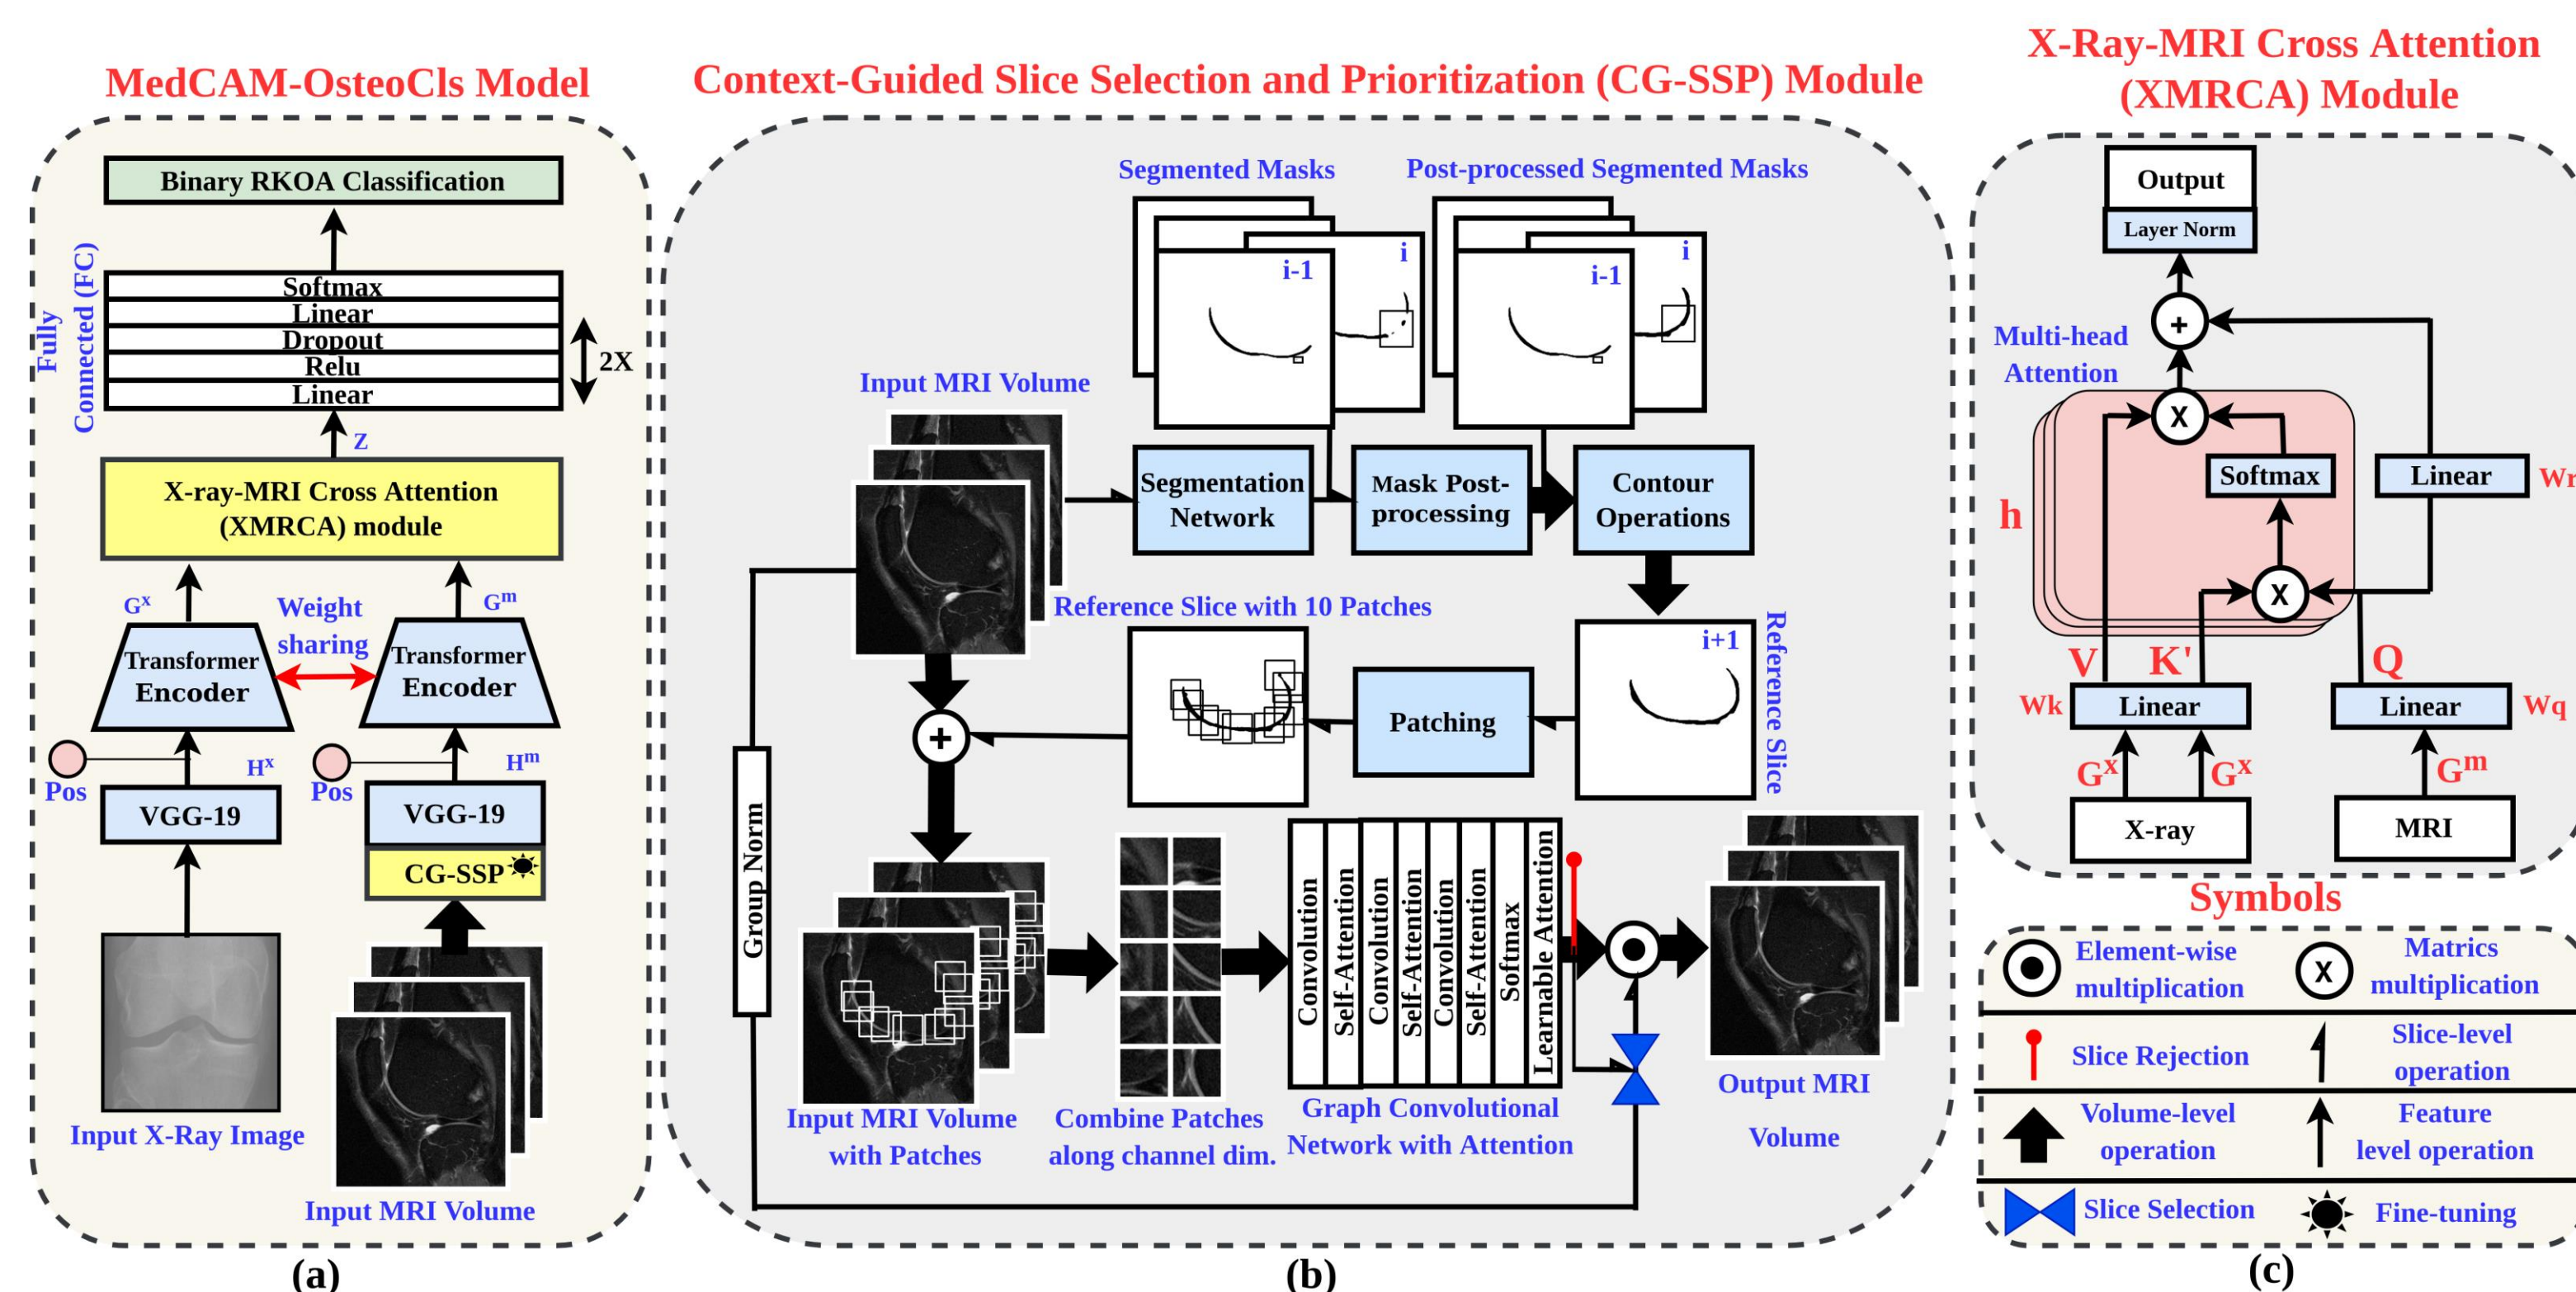 MedCAM-OsteoCls Model
Binary RKOA Classification
Fully
Connected (FC)
Softmax
Linear
Dropout
Relu
Linear
2X
Z
X-ray-MRI Cross Attention
(XMRCA) module
Gx
Weight
sharing
Gm
Transformer
Encoder
Transformer
Encoder
Pos
Hx
Pos
Hm
VGG-19
VGG-19
CG-SSP
Input X-Ray Image
Input MRI Volume
(a)
Context-Guided Slice Selection and Prioritization (CG-SSP) Module
Segmented Masks
Post-processed Segmented Masks
i-1
i
i-1
i
Input MRI Volume
Segmentation
Network
Mask Post-
processing
Contour
Operations
Reference Slice with 10 Patches
Patching
i+1
Reference Slice
Group Norm
Convolution
Self-Attention
Convolution
Self-Attention
Convolution
Self-Attention
Softmax
Learnable Attention
Input MRI Volume
with Patches
Combine Patches
along channel dim.
Graph Convolutional
Network with Attention
Output MRI
Volume
(b)
X-Ray-MRI Cross Attention
(XMRCA) Module
Output
Layer Norm
+
Multi-head
Attention
X
Softmax
Linear
Wr
h
X
V
K'
Q
Wk
Linear
Linear
Wq
Gx
Gx
Gm
X-ray
MRI
Symbols
Element-wise
multiplication
X
Matrics
multiplication
Slice Rejection
Slice-level
operation
Volume-level
operation
Feature
level operation
Slice Selection
Fine-tuning
(c)